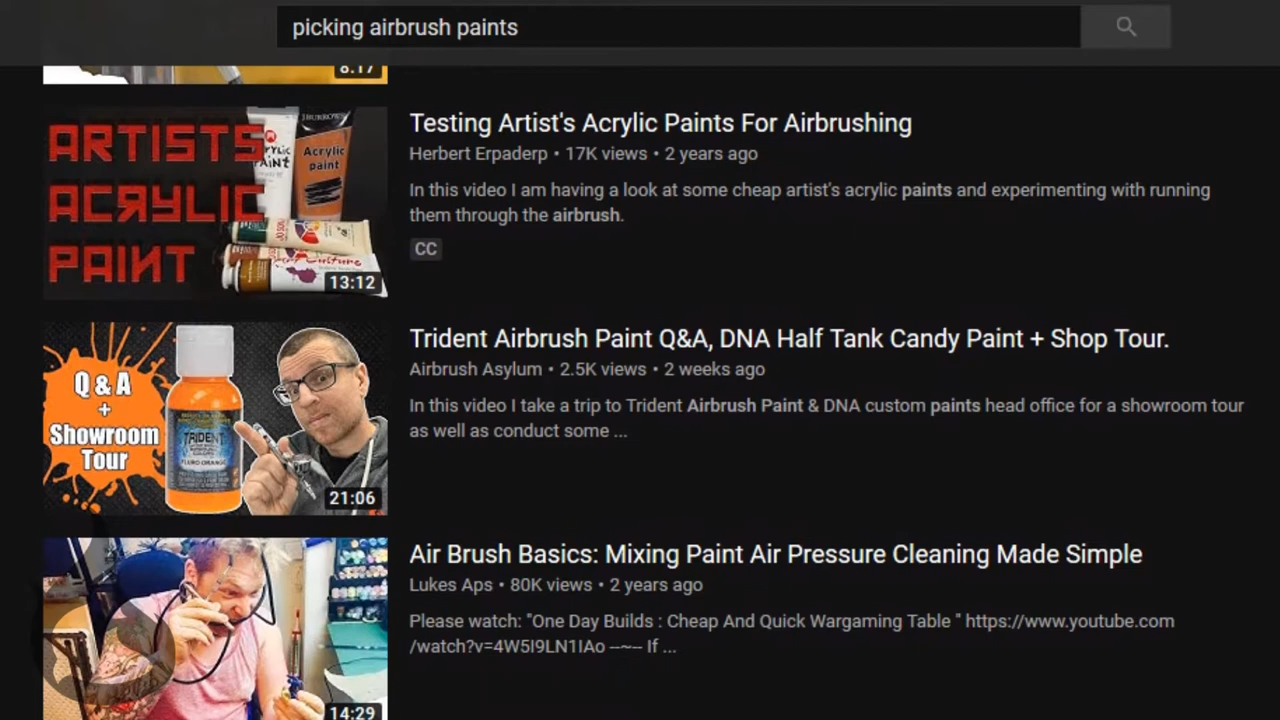 picking airbrush paints
8:17
ARTISTS
ACRYLIC
PAINT
Acrylic
paint
13:12
Testing Artist's Acrylic Paints For Airbrushing
Herbert Erpaderp • 17K views • 2 years ago
In this video I am having a look at some cheap artist's acrylic paints and experimenting with running
them through the airbrush.
CC
Q & A
+
Showroom
Tour
TRIDENT
FLURO ORANGE
21:06
Trident Airbrush Paint Q&A, DNA Half Tank Candy Paint + Shop Tour.
Airbrush Asylum • 2.5K views • 2 weeks ago
In this video I take a trip to Trident Airbrush Paint & DNA custom paints head office for a showroom tour
as well as conduct some ...
14:29
Air Brush Basics: Mixing Paint Air Pressure Cleaning Made Simple
Lukes Aps • 80K views • 2 years ago
Please watch: "One Day Builds : Cheap And Quick Wargaming Table " https://www.youtube.com
/watch?v=4W5I9LN1IAo --~-- If ...